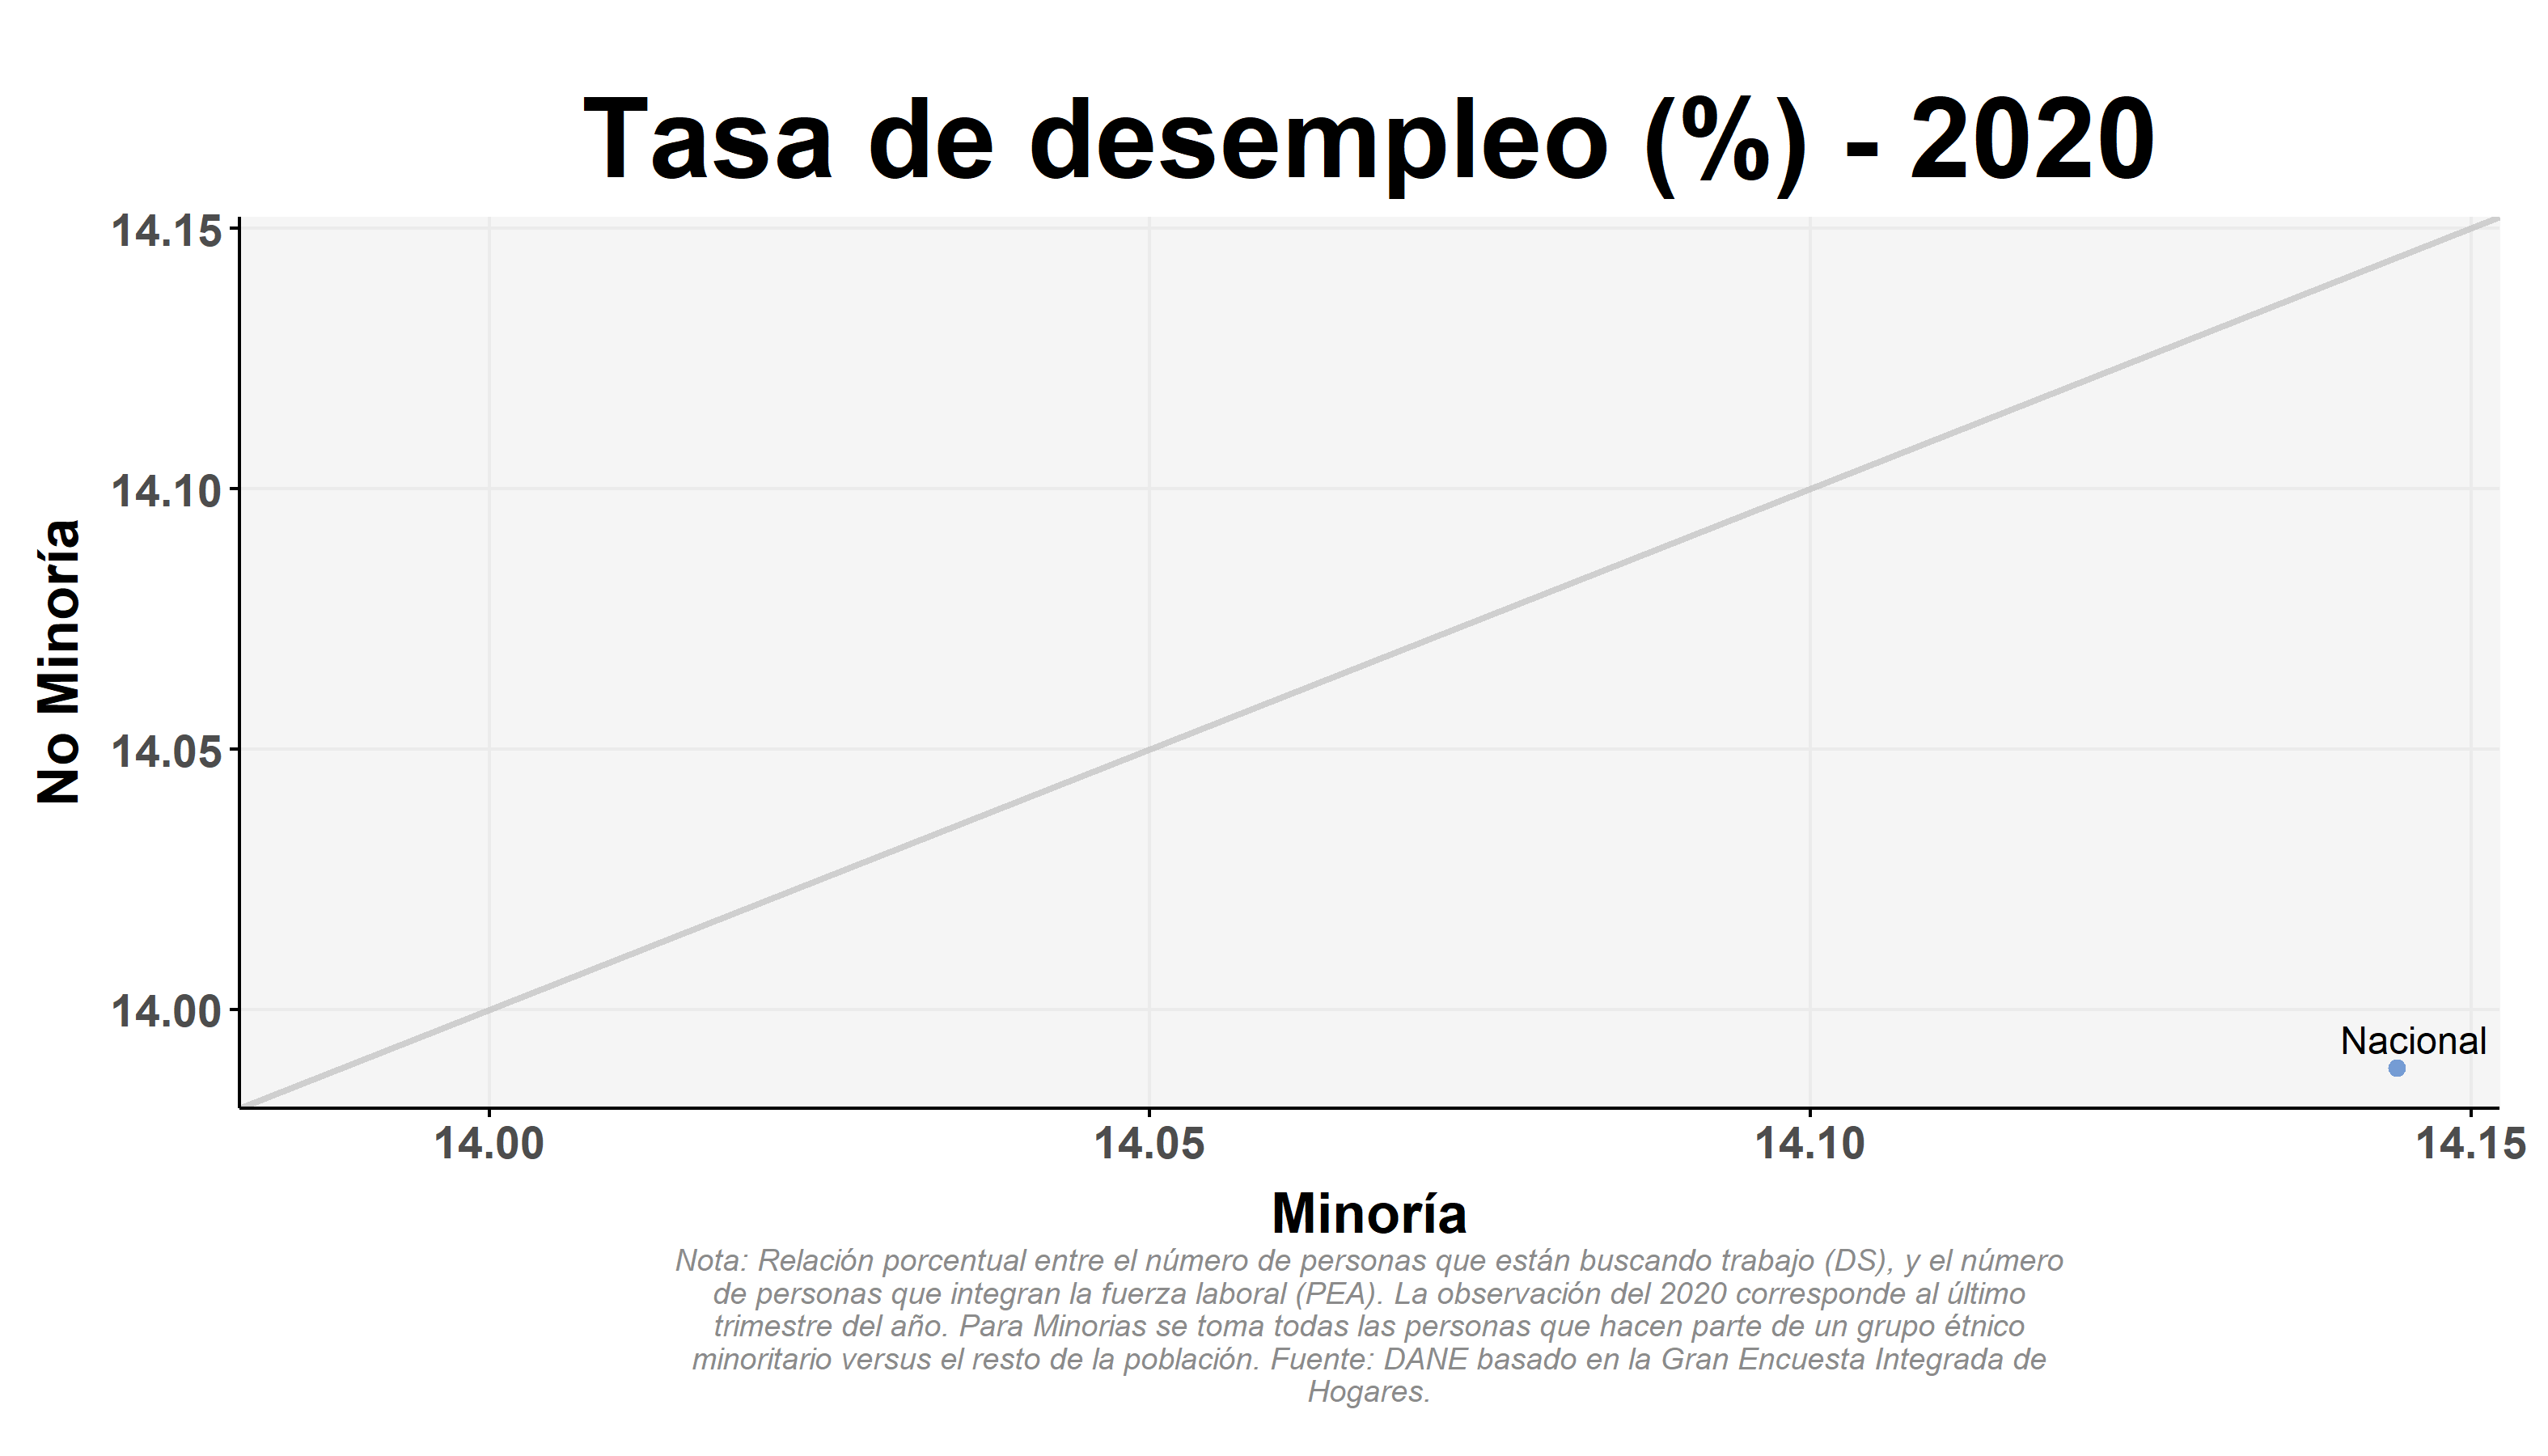 Tasa de desempleo (%) - 2020
14.15
14.10
14.05
14.00
No Minoría
Nacional
14.00
14.05
14.10
14.15
Minoría
Nota: Relación porcentual entre el número de personas que están buscando trabajo (DS), y el número
de personas que integran la fuerza laboral (PEA). La observación del 2020 corresponde al último
trimestre del año. Para Minorias se toma todas las personas que hacen parte de un grupo étnico
minoritario versus el resto de la población. Fuente: DANE basado en la Gran Encuesta Integrada de
Hogares.